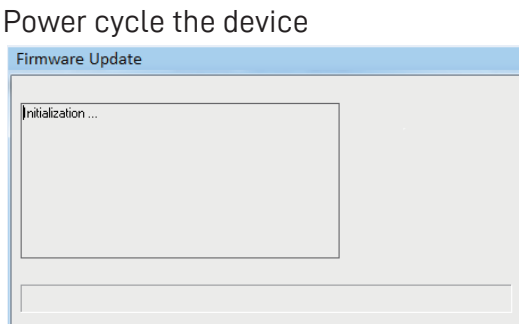 Power cycle the device
Firmware Update
Initialization ...